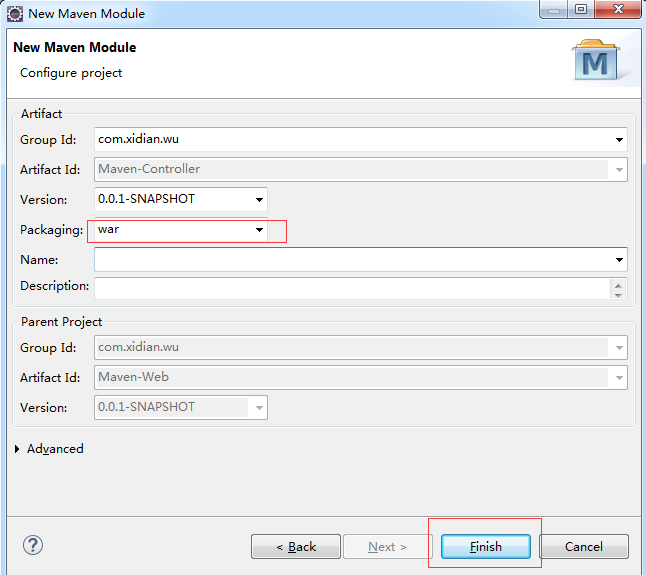 New Maven Module
New Maven Module
Configure project
M
Artifact
Group Id: com.xidian.wu
Artifact Id: Maven-Controller
Version: 0.0.1-SNAPSHOT
Packaging: war
Name:
Description:
Parent Project
Group Id: com.xidian.wu
Artifact Id: Maven-Web
Version: 0.0.1-SNAPSHOT
Advanced
? < Back Next > Finish Cancel